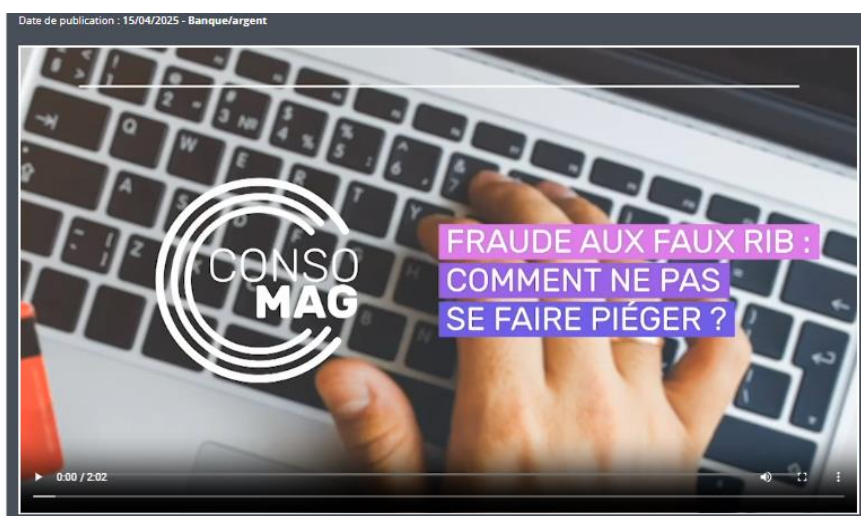 Date de publication : 15/04/2025 - Banque/argent
CONSO
MAG
FRAUDE AUX FAUX RIB :
COMMENT NE PAS
SE FAIRE PIÉGER ?
0:00 / 2:02